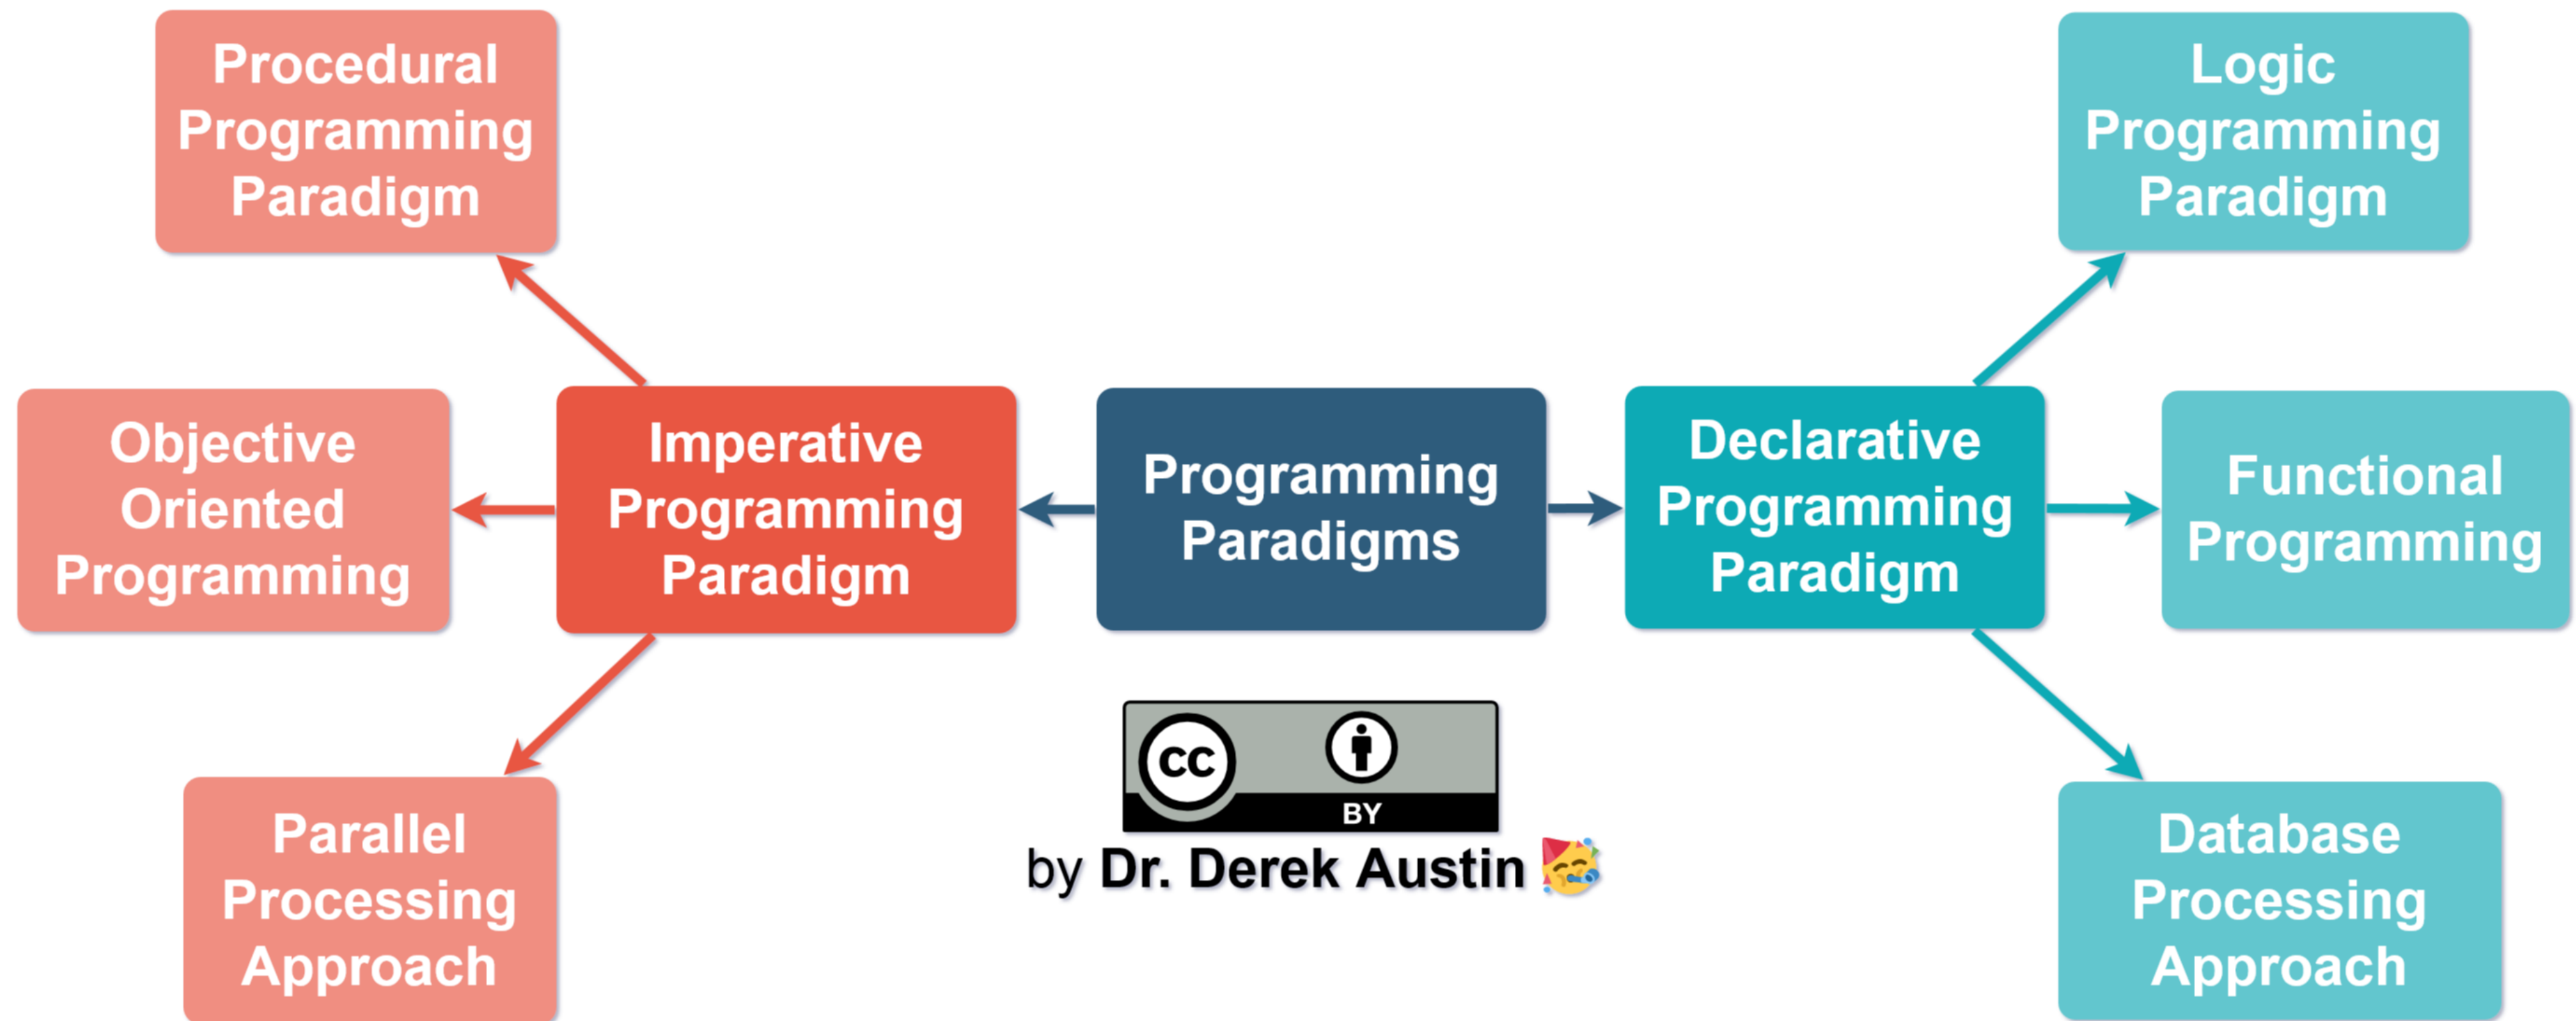 Procedural
Programming
Paradigm
Logic
Programming
Paradigm
Objective
Oriented
Programming
Imperative
Programming
Paradigm
Programming
Paradigms
Declarative
Programming
Paradigm
Functional
Programming
Parallel
Processing
Approach
cc
BY
by Dr. Derek Austin 🥳
Database
Processing
Approach